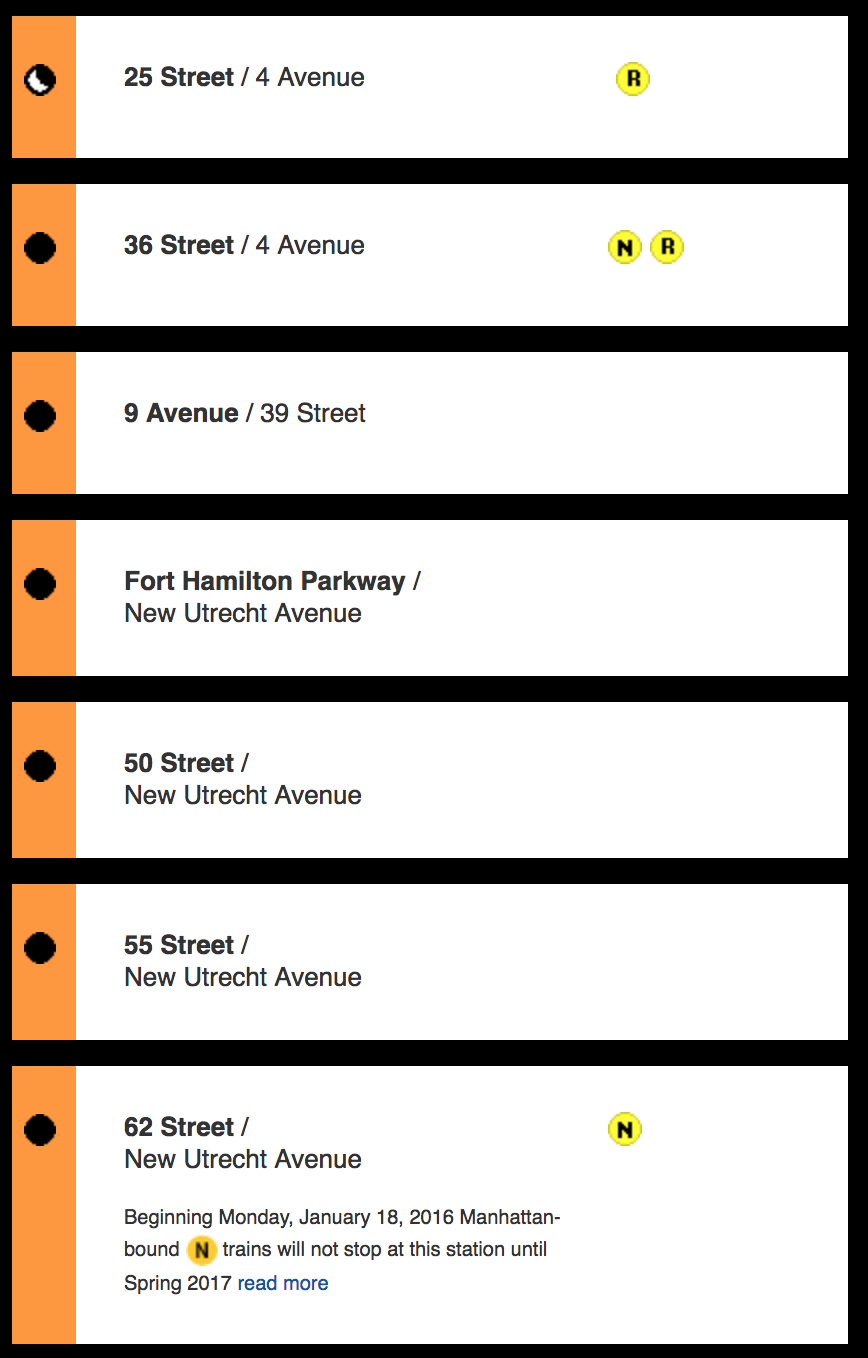 25 Street / 4 Avenue R
36 Street / 4 Avenue N R
9 Avenue / 39 Street
Fort Hamilton Parkway /
New Utrecht Avenue
50 Street /
New Utrecht Avenue
55 Street /
New Utrecht Avenue
62 Street / N
New Utrecht Avenue
Beginning Monday, January 18, 2016 Manhattan-
bound N trains will not stop at this station until
Spring 2017 read more